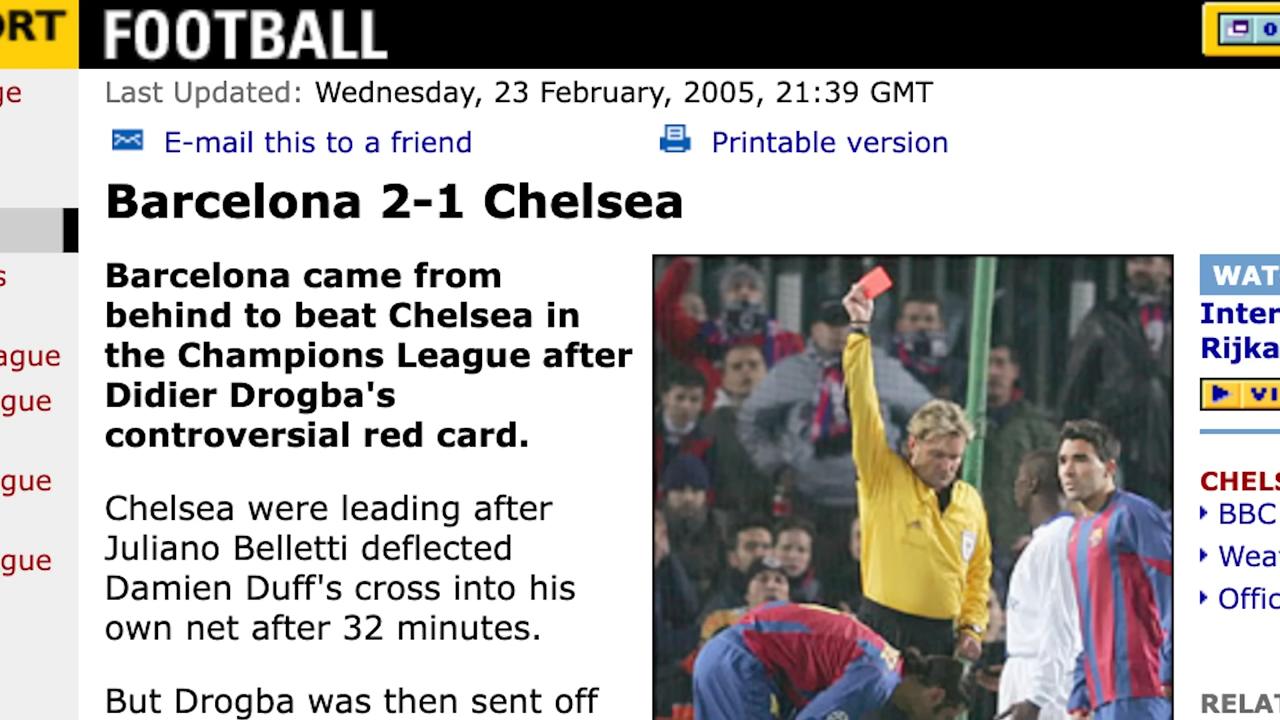 FOOTBALL
Last Updated: Wednesday, 23 February, 2005, 21:39 GMT
E-mail this to a friend
Printable version
Barcelona 2-1 Chelsea
Barcelona came from
behind to beat Chelsea in
the Champions League after
Didier Drogba's
controversial red card.
Chelsea were leading after
Juliano Belletti deflected
Damien Duff's cross into his
own net after 32 minutes.
But Drogba was then sent off
BBC